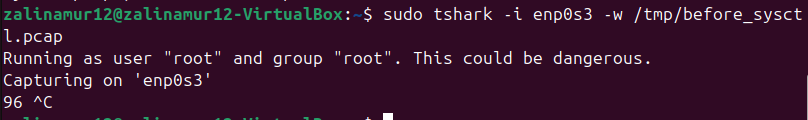 zalinamur12@zalinamur12-VirtualBox:~$ sudo tshark -i enp0s3 -w /tmp/before_sysct
l.pcap
Running as user "root" and group "root". This could be dangerous.
Capturing on 'enp0s3'
96 ^C